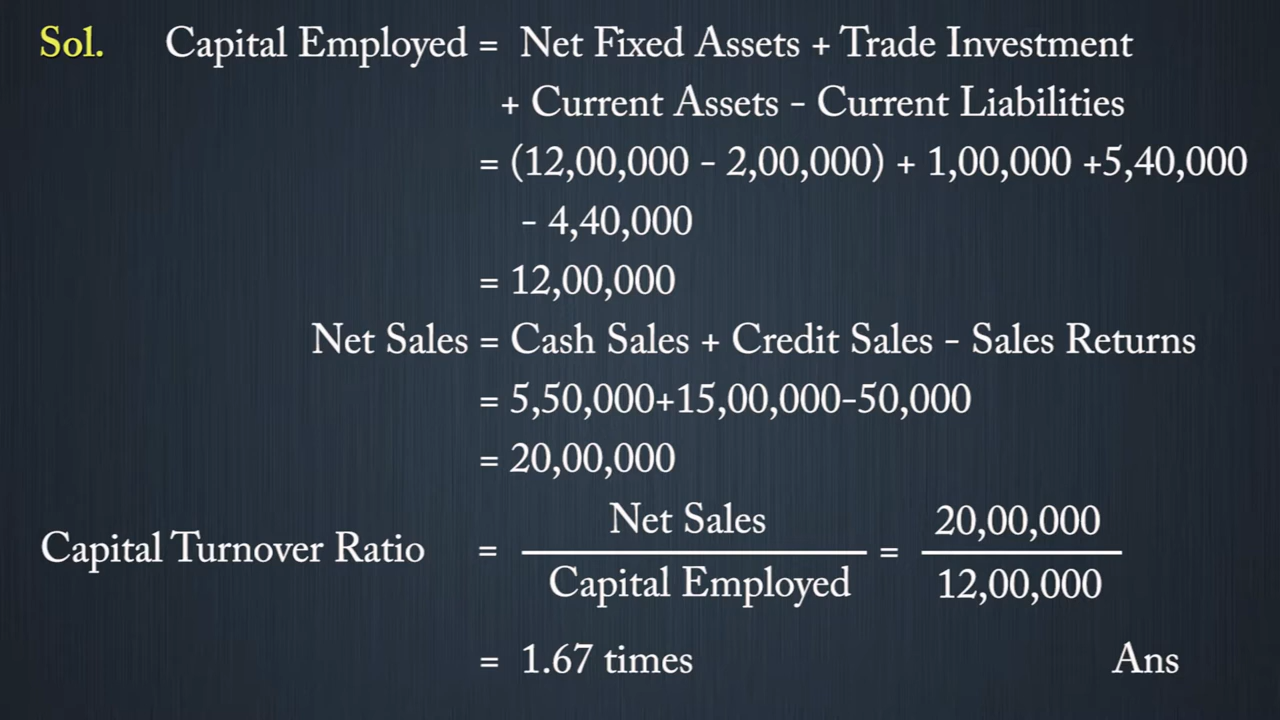 Sol. Capital Employed = Net Fixed Assets + Trade Investment
+ Current Assets - Current Liabilities
= (12,00,000 - 2,00,000) + 1,00,000 +5,40,000
- 4,40,000
= 12,00,000
Net Sales = Cash Sales + Credit Sales - Sales Returns
= 5,50,000+15,00,000-50,000
= 20,00,000
Net Sales 20,00,000
Capital Turnover Ratio = =
Capital Employed 12,00,000
= 1.67 times Ans